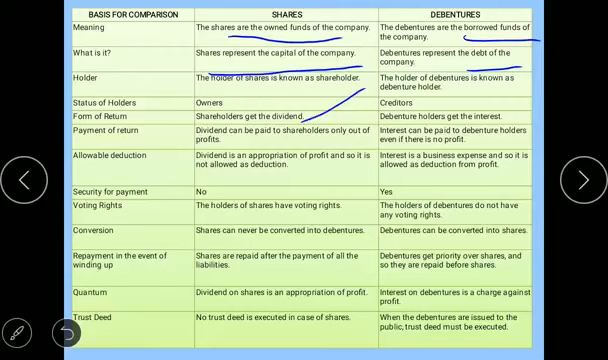 BASIS FOR COMPARISON SHARES DEBENTURES
Meaning The shares are the owned funds of the company. The debentures are the borrowed funds of
the company.
What is it? Shares represent the capital of the company. Debentures represent the debt of the
company.
Holder The holder of shares is known as shareholder. The holder of debentures is known as
debenture holder.
Status of Holders Owners Creditors
Form of Return Shareholders get the dividend. Debenture holders get the interest.
Payment of return Dividend can be paid to shareholders only out of Interest can be paid to debenture holders
profits. even if there is no profit.
Allowable deduction Dividend is an appropriation of profit and so it is Interest is a business expense and so it is
not allowed as deduction. allowed as deduction from profit.
Security for payment No Yes
Voting Rights The holders of shares have voting rights. The holders of debentures do not have
any voting rights.
Conversion Shares can never be converted into debentures. Debentures can be converted into shares.
Repayment in the event of Shares are repaid after the payment of all the Debentures get priority over shares, and
winding up liabilities. so they are repaid before shares.
Quantum Dividend on shares is an appropriation of profit. Interest on debentures is a charge against
profit.
Trust Deed No trust deed is executed in case of shares. When the debentures are issued to the
public, trust deed must be executed.